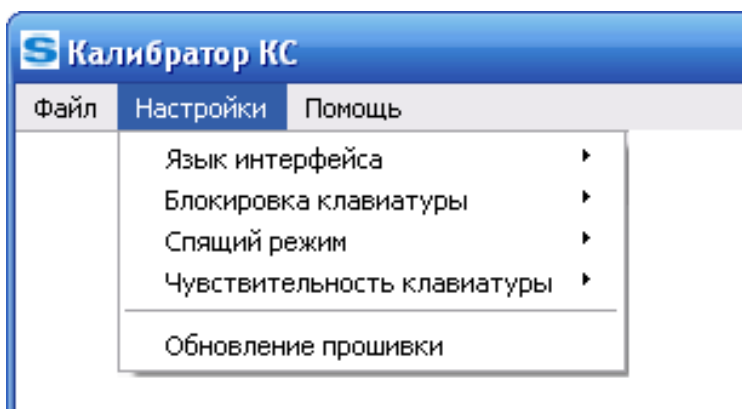 S Калибратор КС
Файл Настройки Помощь
Язык интерфейса
Блокировка клавиатуры
Спящий режим
Чувствительность клавиатуры
Обновление прошивки